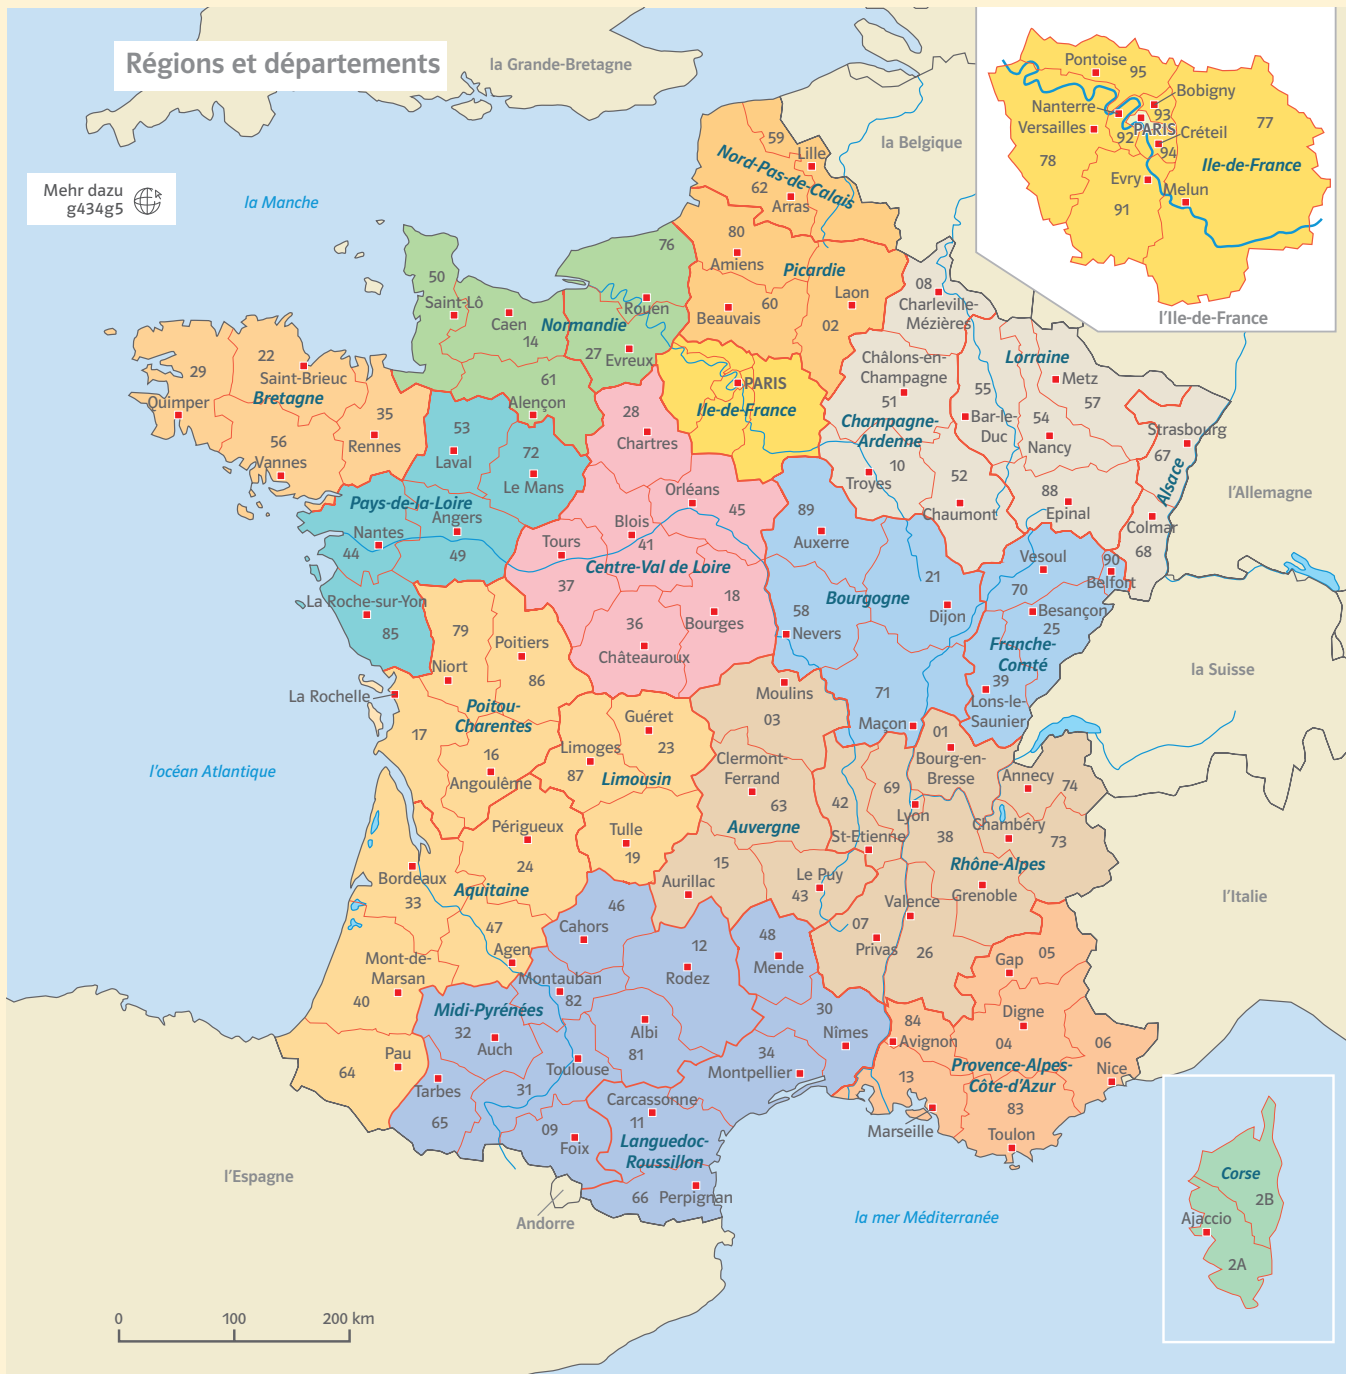 Régions et départements
Mehr dazu
g434g5
la Grande-Bretagne
la Belgique
la Manche
l'océan Atlantique
la mer Méditerranée
l'Allemagne
la Suisse
l'Italie
l'Espagne
Andorre
Pontoise
95
Bobigny
Nanterre
93
PARIS
Versailles
92
Créteil
94
77
78
Ile-de-France
Evry
Melun
91
l'Ile-de-France
59
Lille
Nord-Pas-de-Calais
62
Arras
80
Amiens
Picardie
Laon
60
Beauvais
02
76
50
Saint-Lô
Caen
14
Normandie
Rouen
27
Evreux
61
Alençon
08
Charleville-
Mézières
Châlons-en-
Champagne
51
Champagne-
Ardenne
10
Troyes
52
Chaumont
Lorraine
Metz
55
57
Bar-le-
Duc
54
Nancy
88
Epinal
Strasbourg
67
Alsace
Colmar
68
PARIS
Ile-de-France
22
29
Saint-Brieuc
Bretagne
Quimper
35
Rennes
56
Vannes
53
Laval
72
Le Mans
Pays-de-la-Loire
Angers
Nantes
44
49
La Roche-sur-Yon
85
28
Chartres
Orléans
45
Blois
41
Tours
Centre-Val de Loire
37
18
Bourges
36
Châteauroux
89
Auxerre
21
Bourgogne
Dijon
58
Nevers
71
Maçon
Vesoul
90
Belfort
70
Besançon
25
Franche-
Comté
39
Lons-le-
Saunier
79
Poitiers
Niort
86
La Rochelle
Poitou-
Charentes
17
16
Angoulême
Guéret
Limoges
23
87
Limousin
Tulle
19
Moulins
03
Clermont-
Ferrand
63
Auvergne
15
Aurillac
Le Puy
43
01
Bourg-en-
Bresse
Annecy
74
42
69
Lyon
St-Etienne
38
Chambéry
73
Rhône-Alpes
Grenoble
Valence
07
Privas
26
Périgueux
24
Bordeaux
Aquitaine
33
47
Agen
Mont-de-
Marsan
40
64
Pau
46
Cahors
12
Rodez
48
Mende
Montauban
82
Midi-Pyrénées
32
Auch
Albi
81
Toulouse
Tarbes
31
65
09
Foix
30
Nîmes
34
Montpellier
Carcassonne
11
Languedoc-
Roussillon
66
Perpignan
05
Gap
84
Avignon
Digne
04
06
Nice
Provence-Alpes-
Côte-d'Azur
13
83
Marseille
Toulon
Corse
2B
Ajaccio
2A
0
100
200 km